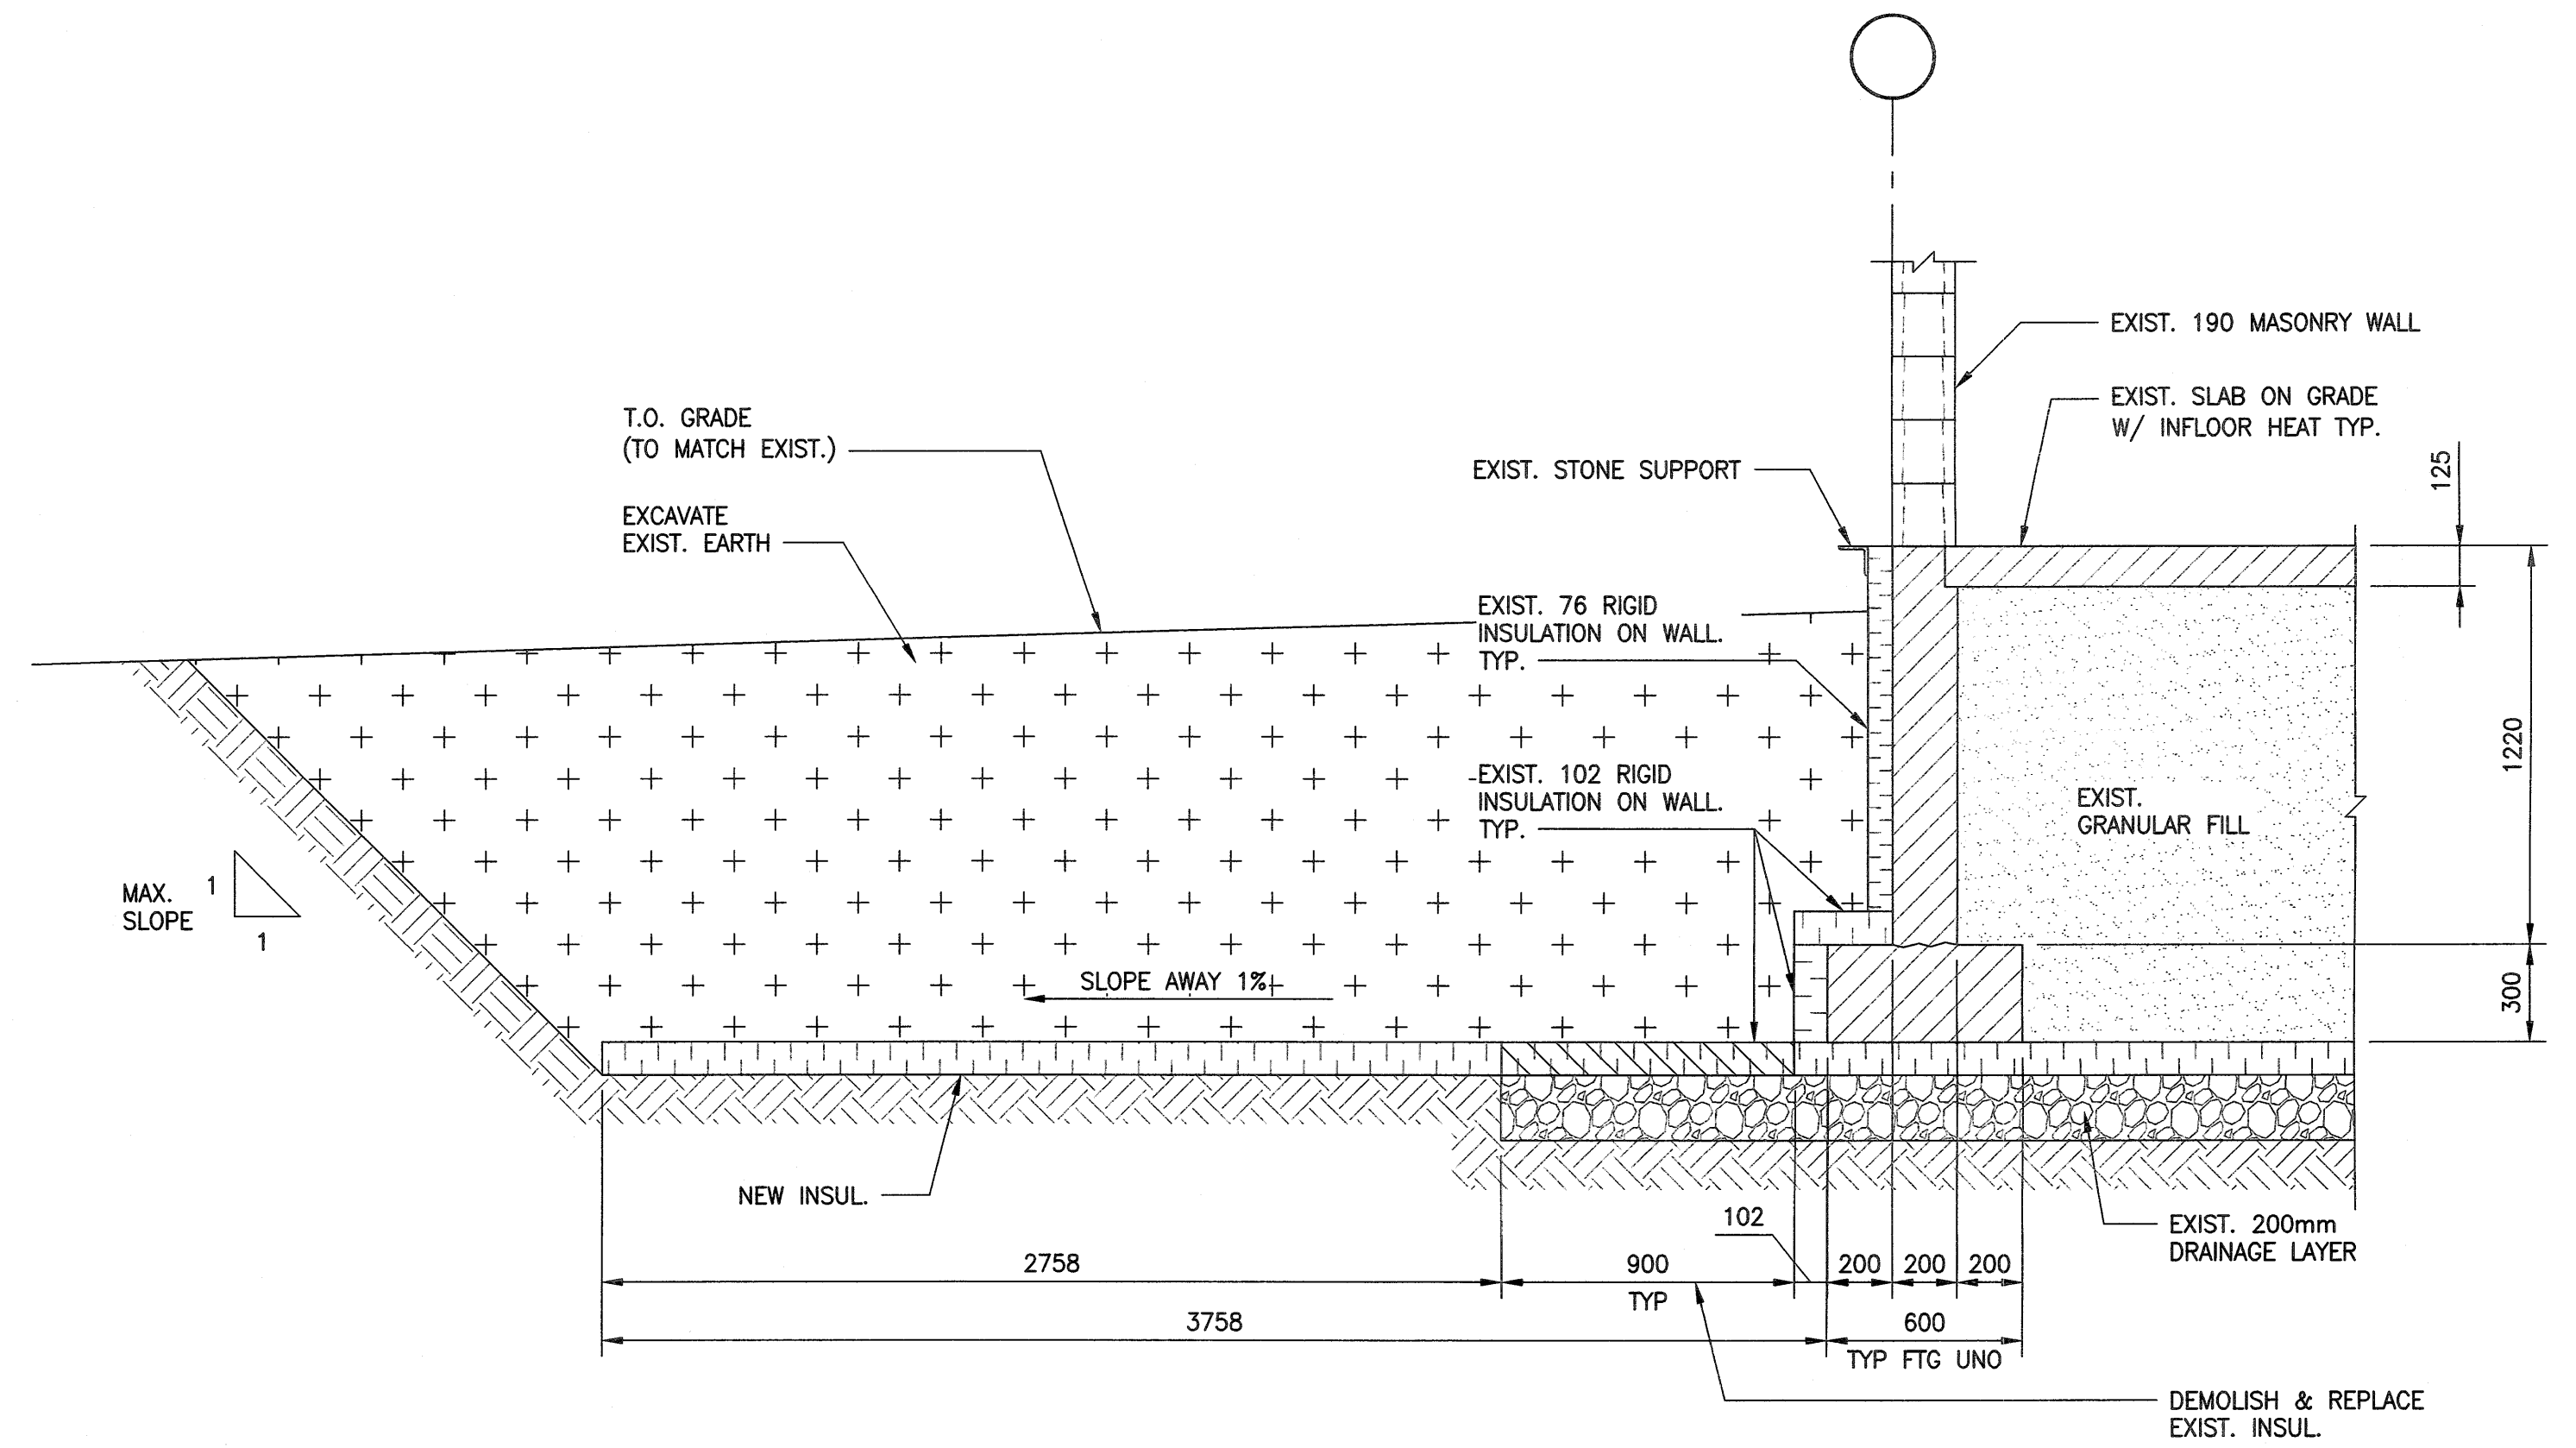 EXIST. 190 MASONRY WALL
EXIST. SLAB ON GRADE
W/ INFLOOR HEAT TYP.
T.O. GRADE
(TO MATCH EXIST.)
EXIST. STONE SUPPORT
125
EXCAVATE
EXIST. EARTH
EXIST. 76 RIGID
INSULATION ON WALL.
TYP.
1220
EXIST. 102 RIGID
INSULATION ON WALL.
TYP.
EXIST.
GRANULAR FILL
MAX.
SLOPE
1
1
SLOPE AWAY 1%
300
NEW INSUL.
102
EXIST. 200mm
DRAINAGE LAYER
2758
900
TYP
200
200
200
3758
600
TYP FTG UNO
DEMOLISH & REPLACE
EXIST. INSUL.